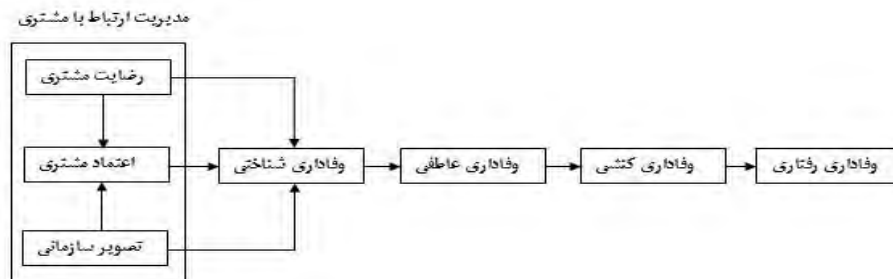 مدیریت ارتباط با مشتری
رضایت مشتری
اعتماد مشتری
وفاداری شناختی
وفاداری عاطفی
وفاداری کنشی
وفاداری رفتاری
تصویر سازمانی